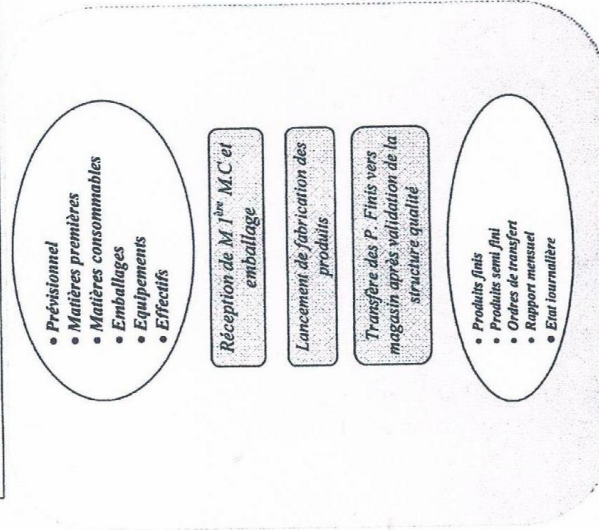 • Prévisionnel
• Matières premières
• Matières consommables
• Emballages
• Equipements
• Effectifs
Réception de M 1ère M.C et
emballage
Lancement de fabrication des
produits
Transfère des P. Finis vers
magasin après validation de la
structure qualité
• Produits finis
• Produits semi fini
• Ordres de transfert
• Rapport mensuel
• Etat journalière